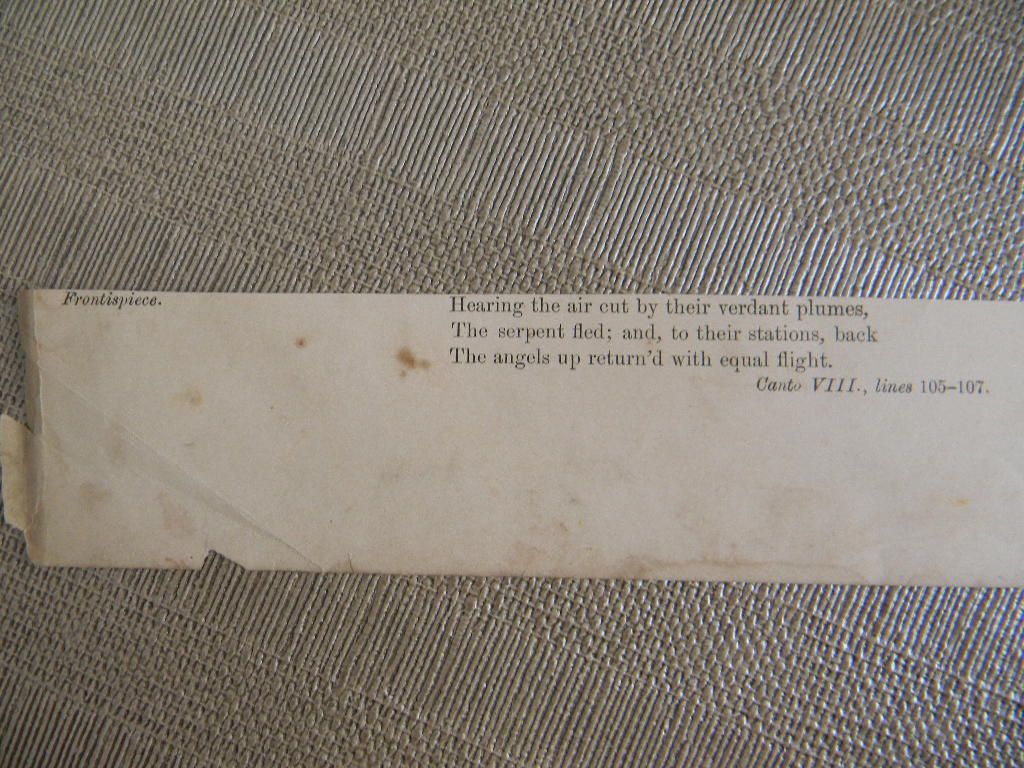 Frontispiece.
Hearing the air cut by their verdant plumes,
The serpent fled; and, to their stations, back
The angels up return'd with equal flight.
Canto VIII., lines 105–107.